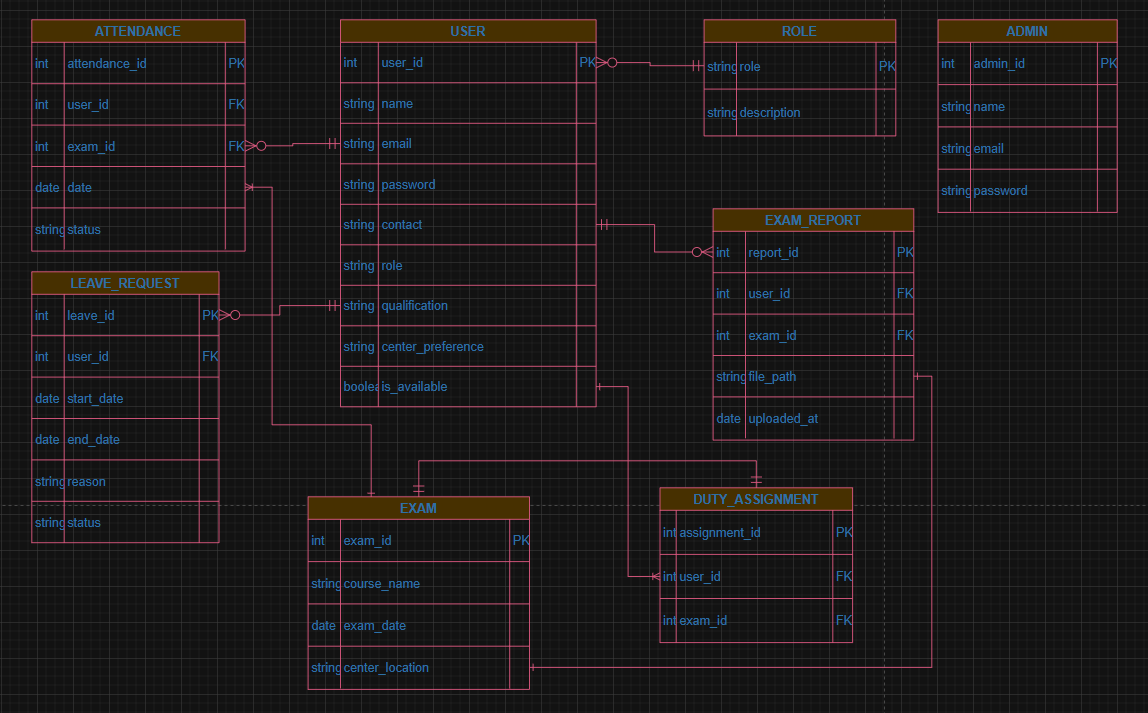 ATTENDANCE
int attendance_id PK
int user_id FK
int exam_id FK
date date
string status
USER
int user_id PK
string name
string email
string password
string contact
string role
string qualification
string center_preference
boolea is_available
ROLE
string role PK
string description
ADMIN
int admin_id PK
string name
string email
string password
EXAM_REPORT
int report_id PK
int user_id FK
int exam_id FK
string file_path
date uploaded_at
LEAVE_REQUEST
int leave_id PK
int user_id FK
date start_date
date end_date
string reason
string status
EXAM
int exam_id PK
string course_name
date exam_date
string center_location
DUTY_ASSIGNMENT
int assignment_id PK
int user_id FK
int exam_id FK